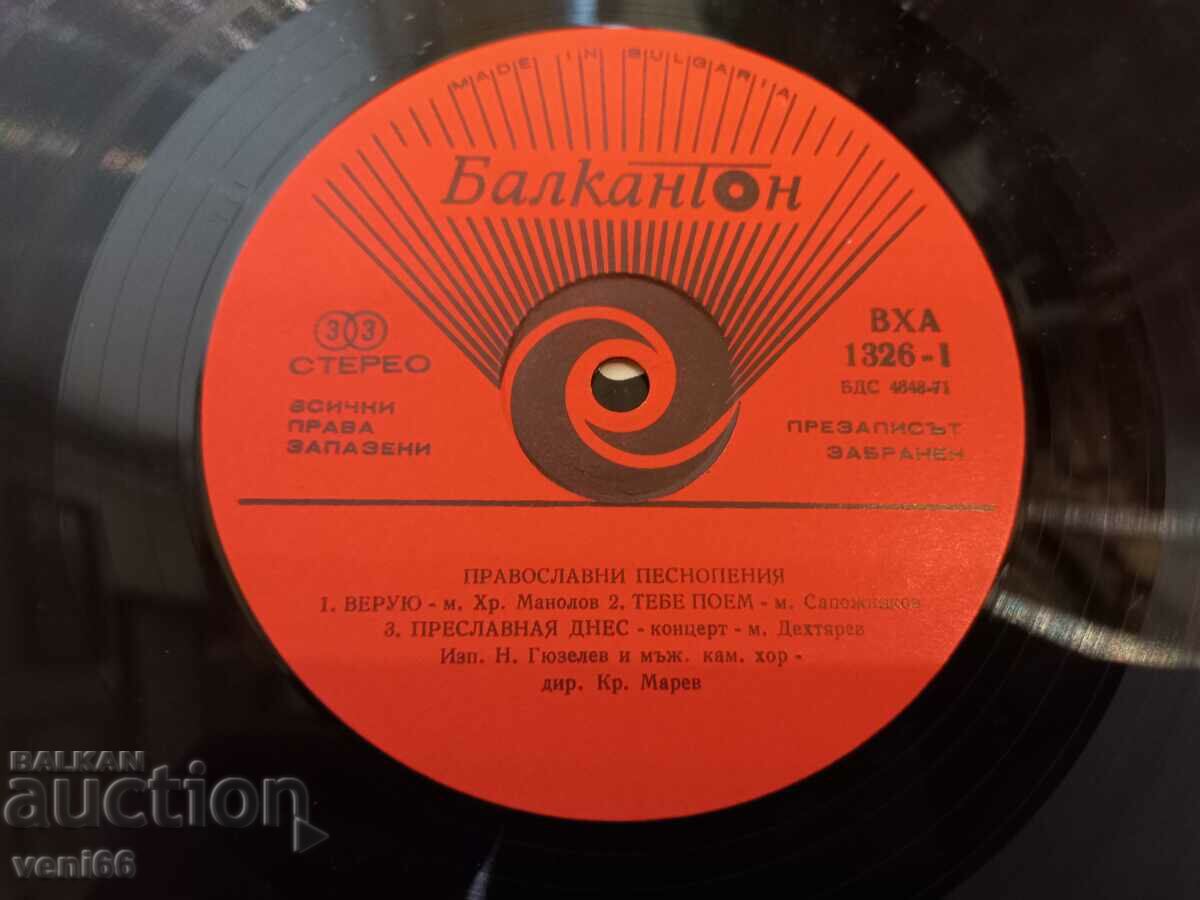 MADE IN BULGARIA
Балкантон
33
СТЕРЕО
ВСИЧКИ
ПРАВА
ЗАПАЗЕНИ
ВХА
1326-I
БДС 4648-71
ПРЕЗАПИСЪТ
ЗАБРАНЕН
ПРАВОСЛАВНИ ПЕСНОПЕНИЯ
1. ВЕРУЮ - м. Хр. Манолов 2. ТЕБЕ ПОЕМ - м. Сапожников
3. ПРЕСЛАВНАЯ ДНЕС - концерт - м. Дехтярев
Изп. Н. Гюзелев и мъж. кам. хор -
дир. Кр. Марев
BALKAN
auction
veni66